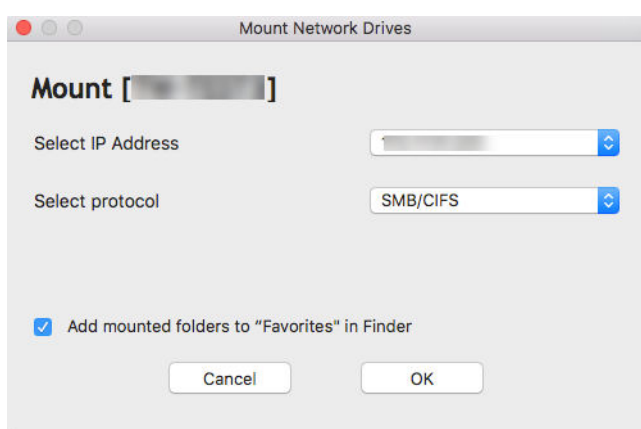 Mount Network Drives
Mount [ ]
Select IP Address
Select protocol SMB/CIFS
Add mounted folders to “Favorites" in Finder
Cancel OK